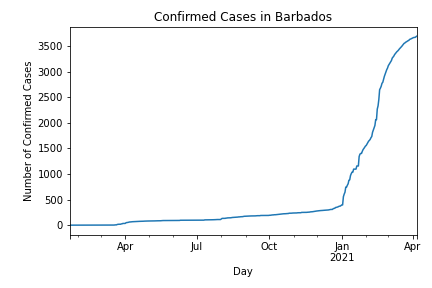 Confirmed Cases in Barbados
Number of Confirmed Cases
3500
3000
2500
2000
1500
1000
500
0
Apr
Jul
Oct
Jan
2021
Apr
Day